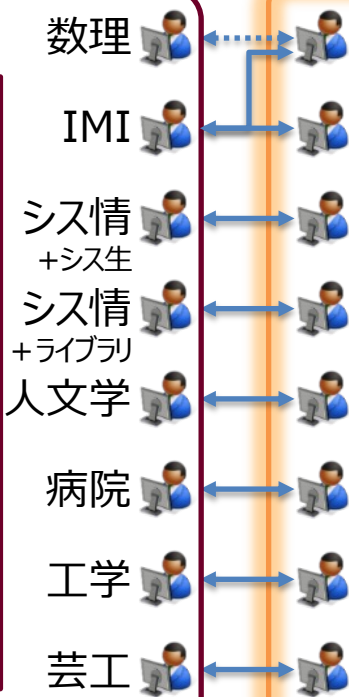 数理
IMI
シス情
+シス生
シス情
+ライブラリ
人文学
病院
工学
芸工